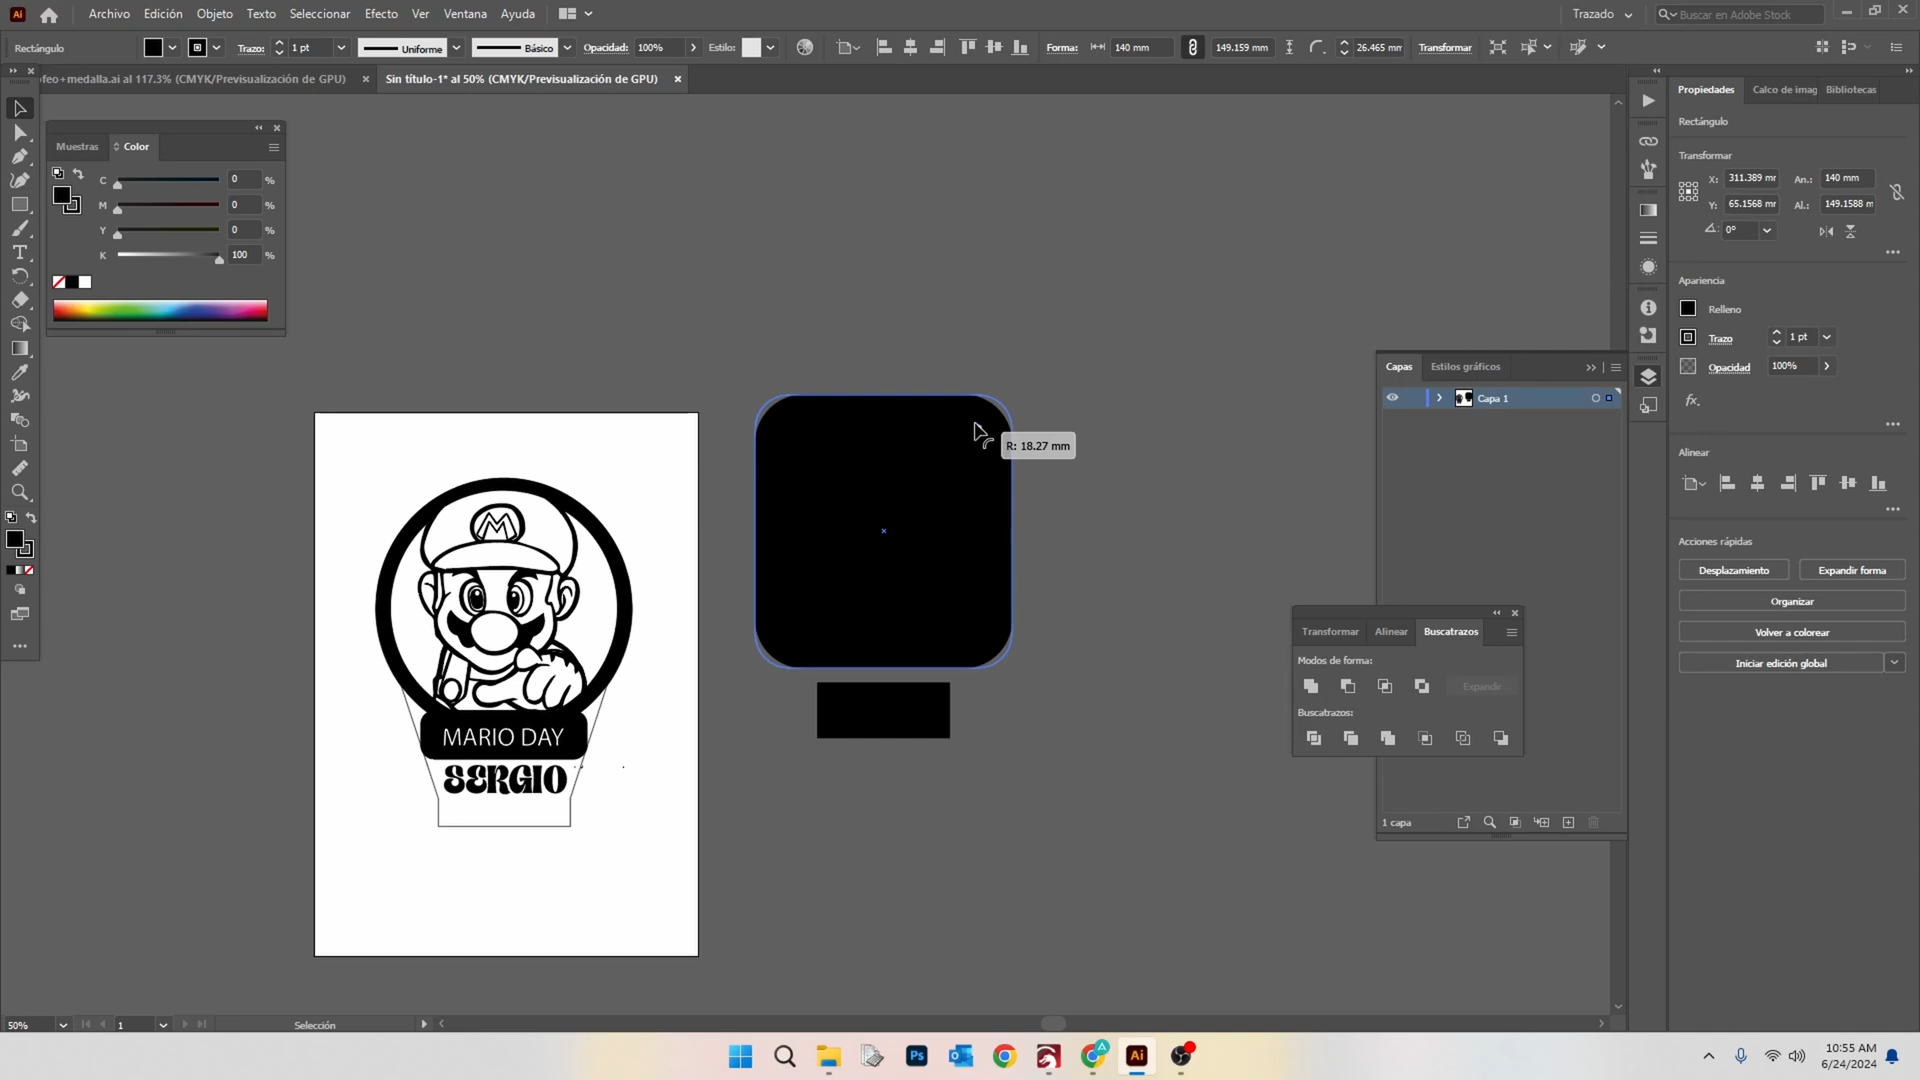 Ai Archivo Edición Objeto Texto Seleccionar Efecto Ver Ventana Ayuda Trazado Buscar en Adobe Stock
Rectángulo Trazo: 1 pt Uniforme Básico Opacidad: 100% Estilo: Forma: 140 mm 149.159 mm 26.465 mm Transformar
feo+medalla.ai al 117.3% (CMYK/Previsualización de GPU) Sin título-1* al 50% (CMYK/Previsualización de GPU)
Muestras Color
C 0 %
M 0 %
Y 0 %
K 100 %
Propiedades Calco de imag Bibliotecas
Rectángulo
Transformar
X: 311.389 mr An.: 140 mm
Y: 65.1568 mr Al.: 149.1588 m
0°
Apariencia
Relleno
Trazo 1 pt
Opacidad 100%
fx.
Alinear
Acciones rápidas
Desplazamiento Expandir forma
Organizar
Volver a colorear
Iniciar edición global
Capas Estilos gráficos
Capa 1
1 capa
Transformar Alinear Buscatrazos
Modos de forma:
Expandir
Buscatrazos:
R: 18.27 mm
M
MARIO DAY
SERGIO
50% 1 Selección
Ps Ai
10:55 AM
6/24/2024